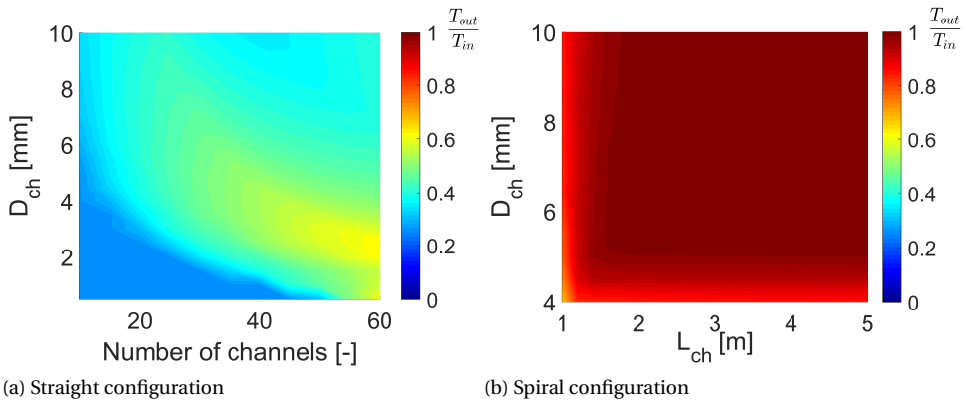 10
8
6
4
2
D_ch [mm]
20 40 60
Number of channels [-]
1
0.8
0.6
0.4
0.2
0
T_out
T_in
(a) Straight configuration
10
8
6
4
D_ch [mm]
1 2 3 4 5
L_ch [m]
1
0.8
0.6
0.4
0.2
0
T_out
T_in
(b) Spiral configuration